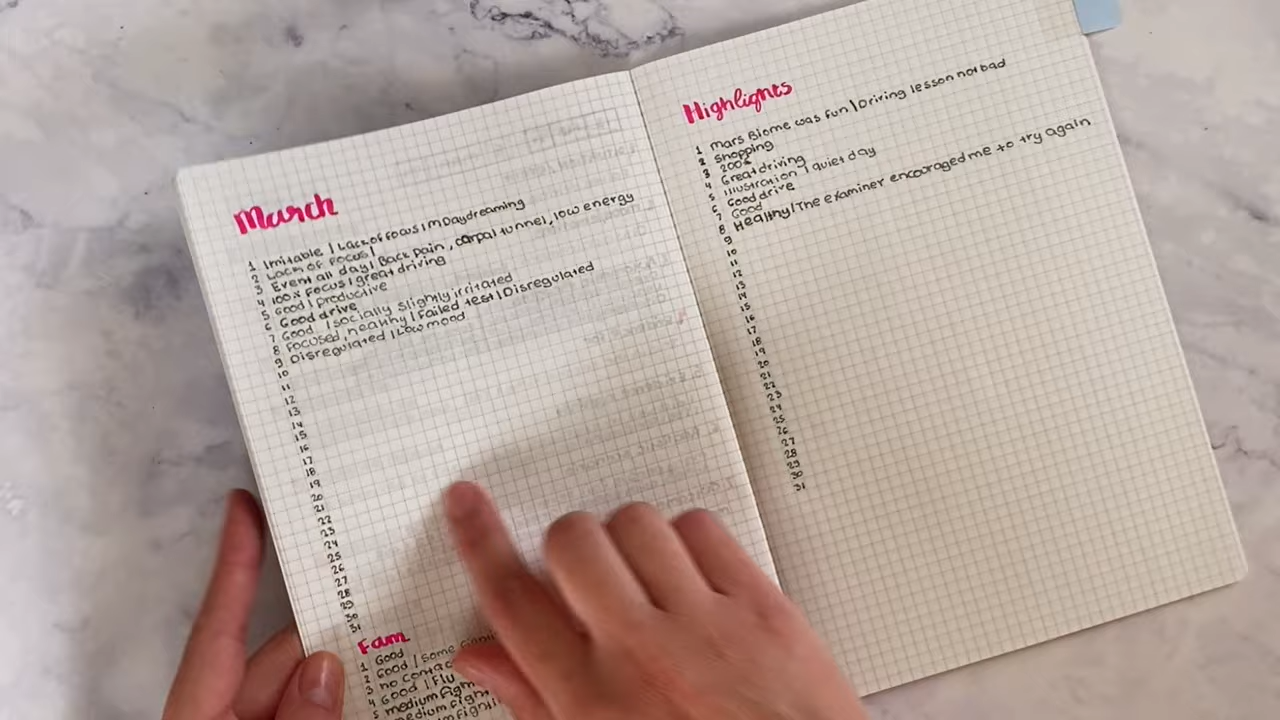 March
1 Irritable | Lack of focus | M Daydreaming
2 Lack of focus |
3 Event all day | Back pain, carpal tunnel, low energy
4 100% Focus | great driving
5 Good | productive
6 Good drive
7 Good | socially slightly irritated
8 Focused, healthy | Failed test | Disregulated
9 Disregulated | Low mood
10
11
12
13
14
15
16
17
18
19
20
21
22
23
24
25
26
27
28
29
30
31
Fam
1 Good
2 Good | Some
3 no contac
4 Good | Flu
5 medium fight
medium fight
Highlights
1 Mars Biome was fun | Driving lesson not bad
2 Shopping
3 200%
4 Great driving
5 Illustration | quiet day
6 Good drive
7 Good
8 Healthy | The examiner encouraged me to try again
9
10
11
12
13
14
15
16
17
18
19
20
21
22
23
24
25
26
27
28
29
30
31